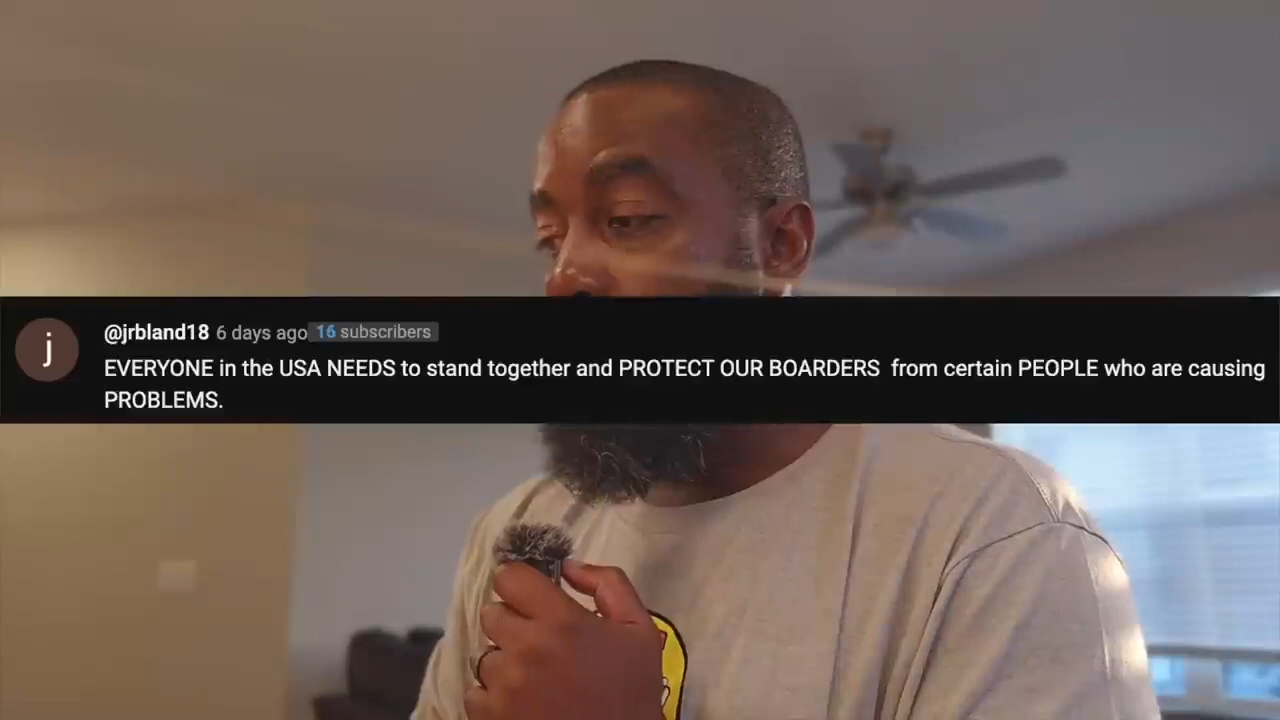 j
@jrbland18 6 days ago 16 subscribers
EVERYONE in the USA NEEDS to stand together and PROTECT OUR BOARDERS from certain PEOPLE who are causing
PROBLEMS.